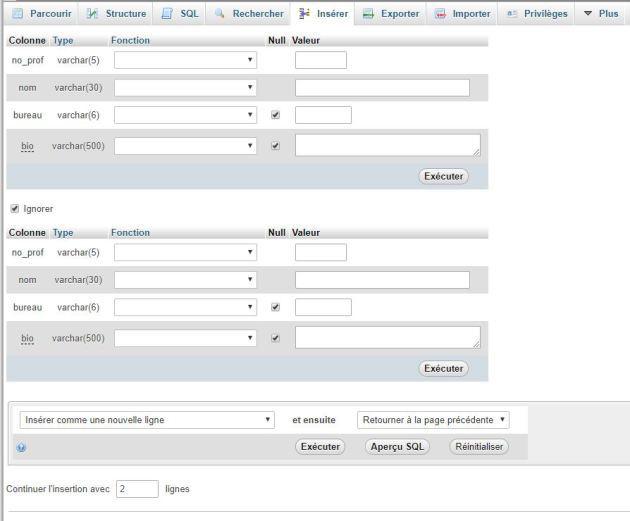 Parcourir Structure SQL Rechercher Insérer Exporter Importer Privilèges Plus
Colonne Type Fonction Null Valeur
no_prof varchar(5)
nom varchar(30)
bureau varchar(6)
bio varchar(500)
Exécuter
Ignorer
Colonne Type Fonction Null Valeur
no_prof varchar(5)
nom varchar(30)
bureau varchar(6)
bio varchar(500)
Exécuter
Insérer comme une nouvelle ligne et ensuite Retourner à la page précédente
Exécuter Aperçu SQL Réinitialiser
Continuer l'insertion avec 2 lignes